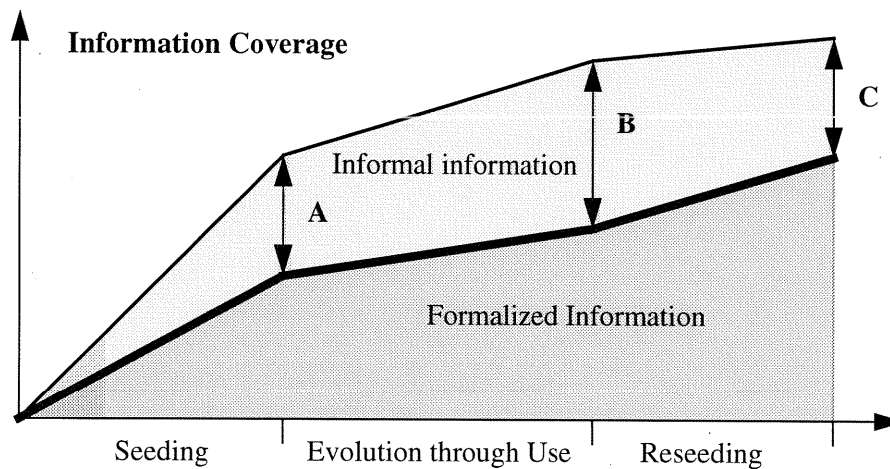 Information Coverage
C
B
Informal information
A
Formalized Information
Seeding
Evolution through Use
Reseeding